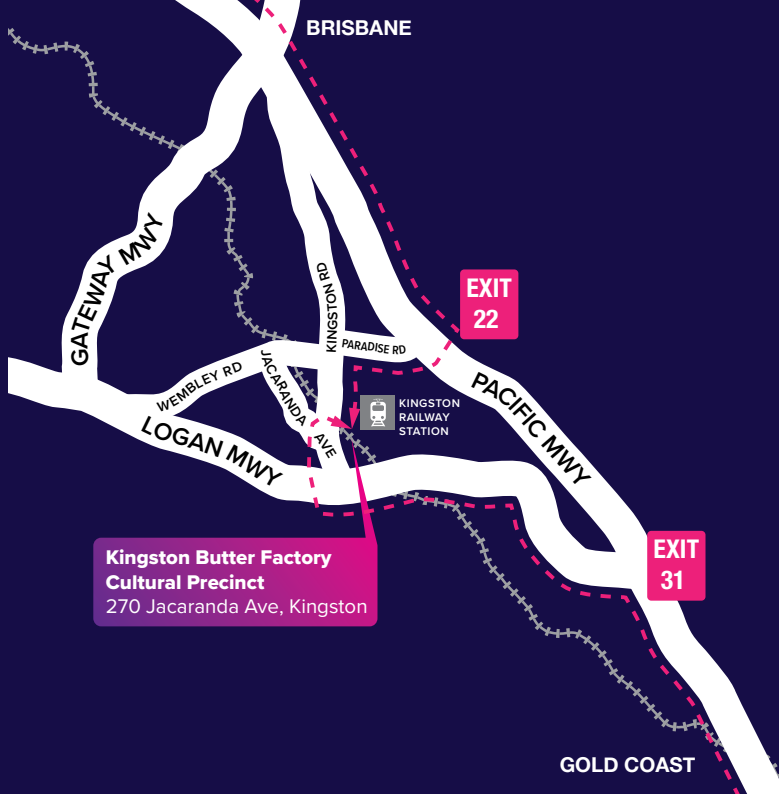 BRISBANE
GATEWAY MWY
KINGSTON RD
EXIT
22
PARADISE RD
WEMBLEY RD
JACARANDA
AVE
KINGSTON
RAILWAY
STATION
PACIFIC MWY
LOGAN MWY
Kingston Butter Factory
Cultural Precinct
270 Jacaranda Ave, Kingston
EXIT
31
GOLD COAST